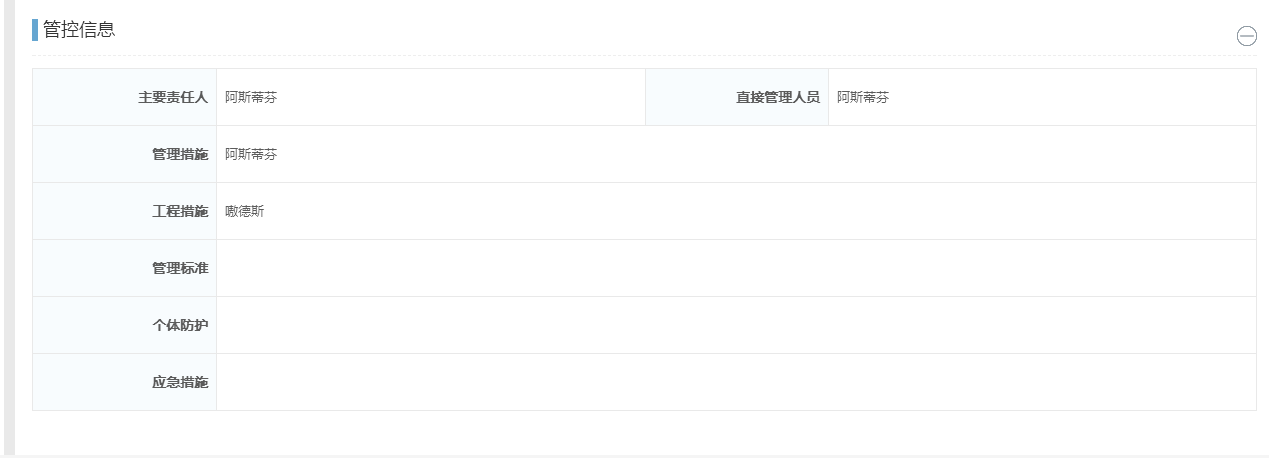 管控信息
主要责任人 阿斯蒂芬 直接管理人员 阿斯蒂芬
管理措施 阿斯蒂芬
工程措施 嗷德斯
管理标准
个体防护
应急措施